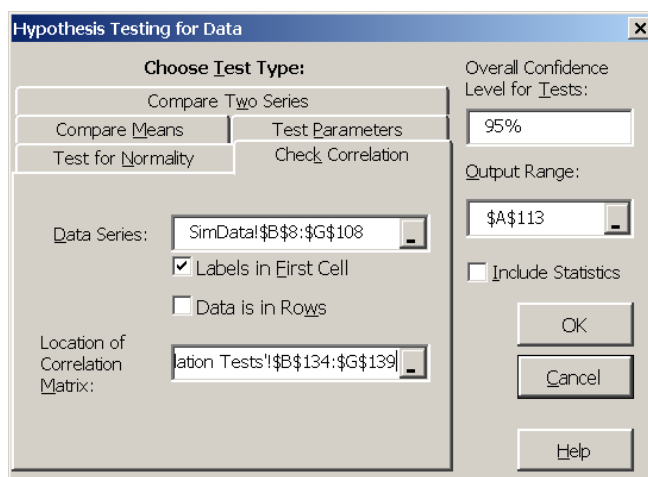 Hypothesis Testing for Data
Choose Test Type:
Compare Two Series
Compare Means
Test Parameters
Test for Normality
Check Correlation
Data Series:
SimData!$B$8:$G$108
Labels in First Cell
Data is in Rows
Location of
Correlation
Matrix:
lation Tests'!$B$134:$G$139
Overall Confidence
Level for Tests:
95%
Output Range:
$A$113
Include Statistics
OK
Cancel
Help